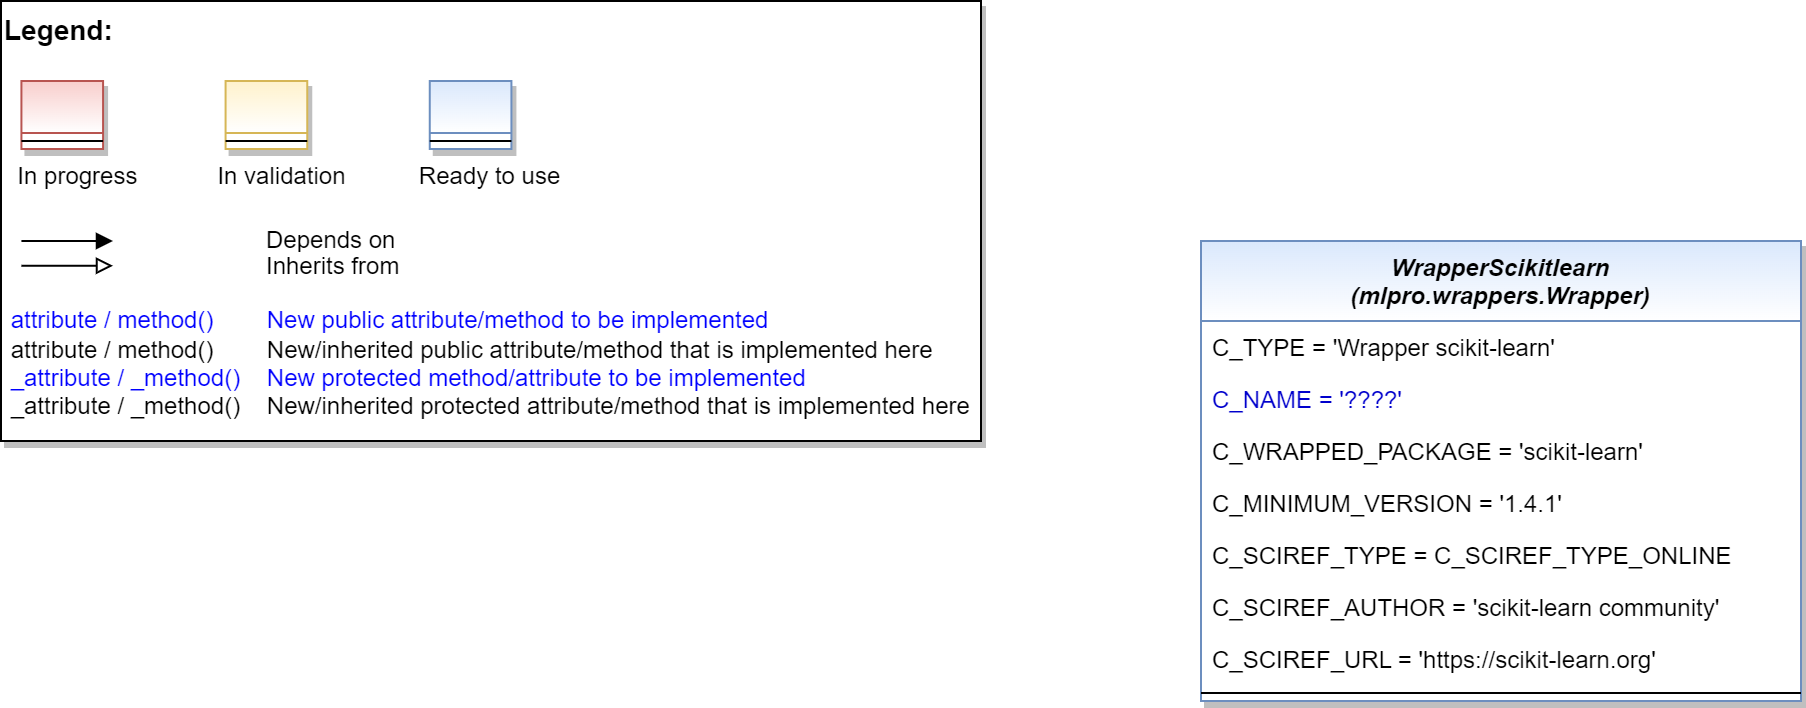 Legend:
In progress
In validation
Ready to use
Depends on
Inherits from
attribute / method() New public attribute/method to be implemented
attribute / method() New/inherited public attribute/method that is implemented here
_attribute / _method() New protected method/attribute to be implemented
_attribute / _method() New/inherited protected attribute/method that is implemented here
WrapperScikitlearn
(mlpro.wrappers.Wrapper)
C_TYPE = 'Wrapper scikit-learn'
C_NAME = '????'
C_WRAPPED_PACKAGE = 'scikit-learn'
C_MINIMUM_VERSION = '1.4.1'
C_SCIREF_TYPE = C_SCIREF_TYPE_ONLINE
C_SCIREF_AUTHOR = 'scikit-learn community'
C_SCIREF_URL = 'https://scikit-learn.org'